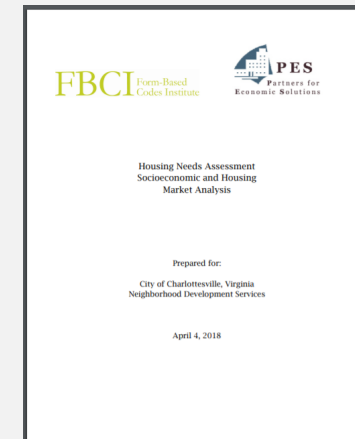 FBCI Form-Based
Codes Institute
PES
Partners for
Economic Solutions
Housing Needs Assessment
Socioeconomic and Housing
Market Analysis
Prepared for:
City of Charlottesville, Virginia
Neighborhood Development Services
April 4, 2018